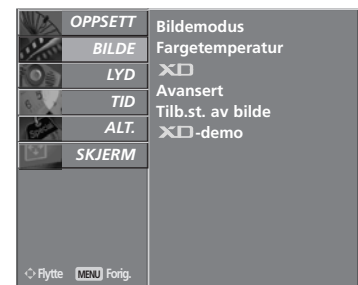 OPPSETT
BILDE
LYD
TID
ALT.
SKJERM
Flytte MENU Forig.
Bildemodus
Fargetemperatur
XD
Avansert
Tilb.st. av bilde
XD-demo